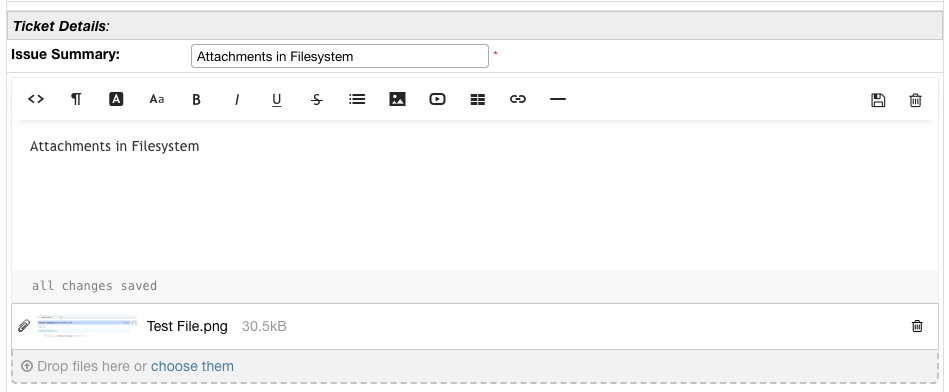 Ticket Details:
Issue Summary: Attachments in Filesystem *
<> ¶ A Aa B I U S
Attachments in Filesystem
all changes saved
Test File.png 30.5kB
Drop files here or choose them